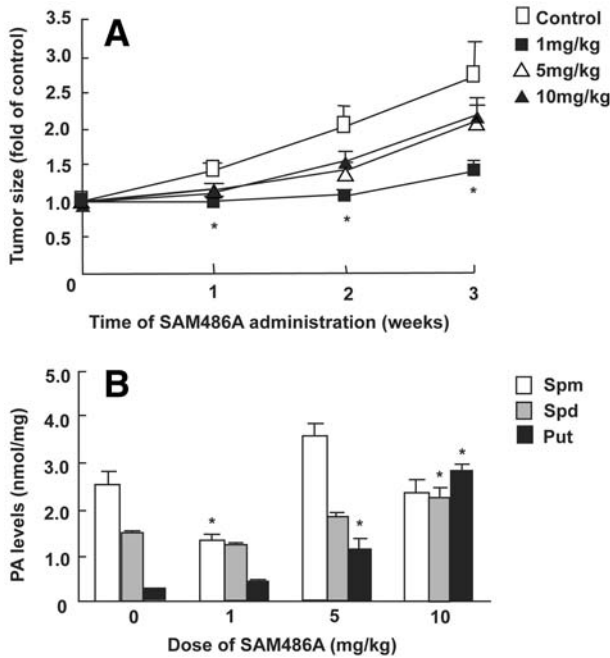 A
3.5
3.0
2.5
2.0
1.5
1.0
0.5
0
Tumor size (fold of control)
Control
1mg/kg
5mg/kg
10mg/kg
* * *
1 2 3
Time of SAM486A administration (weeks)
B
5.0
4.0
3.0
2.0
1.0
0
PA levels (nmol/mg)
Spm
Spd
Put
* * * *
0 1 5 10
Dose of SAM486A (mg/kg)